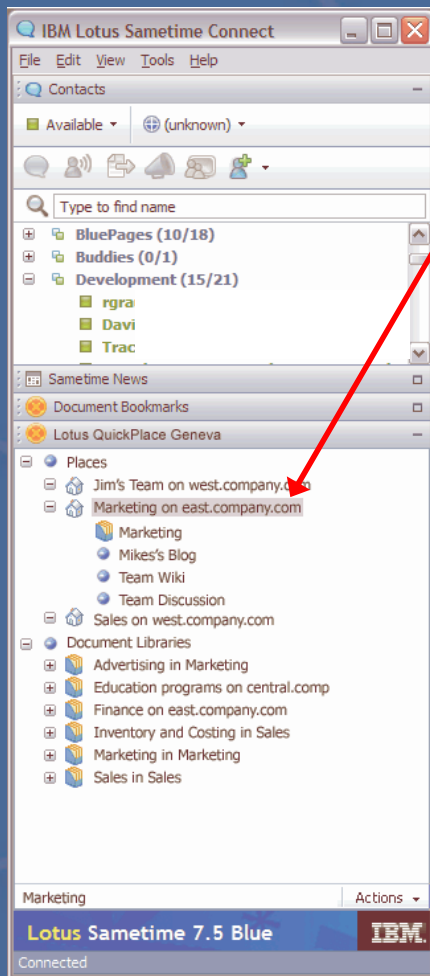 IBM Lotus Sametime Connect
File Edit View Tools Help
Contacts
Available (unknown)
Type to find name
BluePages (10/18)
Buddies (0/1)
Development (15/21)
rgra
Davi
Trac
Sametime News
Document Bookmarks
Lotus QuickPlace Geneva
Places
Jim's Team on west.company.com
Marketing on east.company.com
Marketing
Mikes's Blog
Team Wiki
Team Discussion
Sales on west.company.com
Document Libraries
Advertising in Marketing
Education programs on central.comp
Finance on east.company.com
Inventory and Costing in Sales
Marketing in Marketing
Sales in Sales
Marketing Actions
Lotus Sametime 7.5 Blue IBM.
Connected